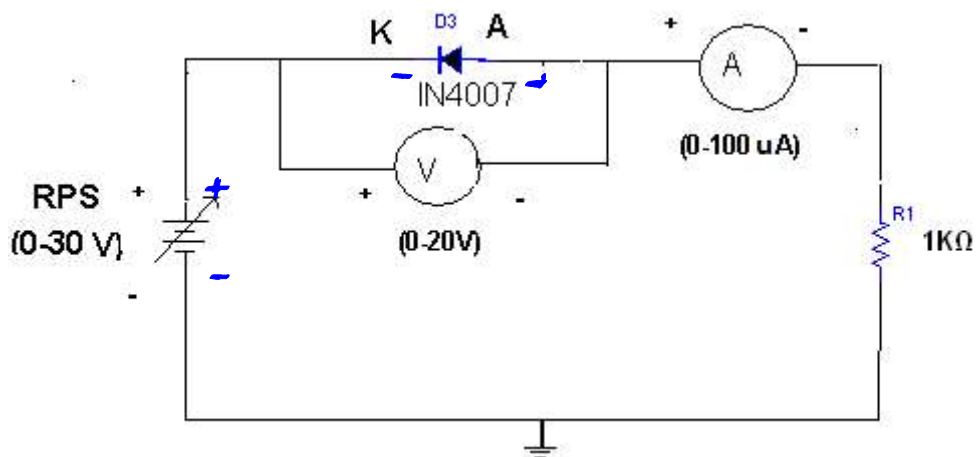 D3
K A
+ -
- -
IN4007
A
(0-100 uA)
V
+ -
(0-20V)
RPS + +
(0-30 V)
-
-
R1
1KΩ